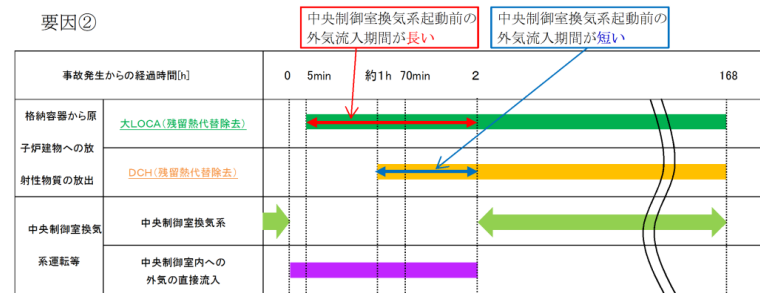 要因②
中央制御室換気系起動前の
外気流入期間が長い
中央制御室換気系起動前の
外気流入期間が短い
事故発生からの経過時間[h]
0 5min 約1h 70min 2 168
格納容器から原
子炉建物への放
射性物質の放出
大LOCA(残留熱代替除去)
DCH(残留熱代替除去)
中央制御室換気
系運転等
中央制御室換気系
中央制御室内への
外気の直接流入